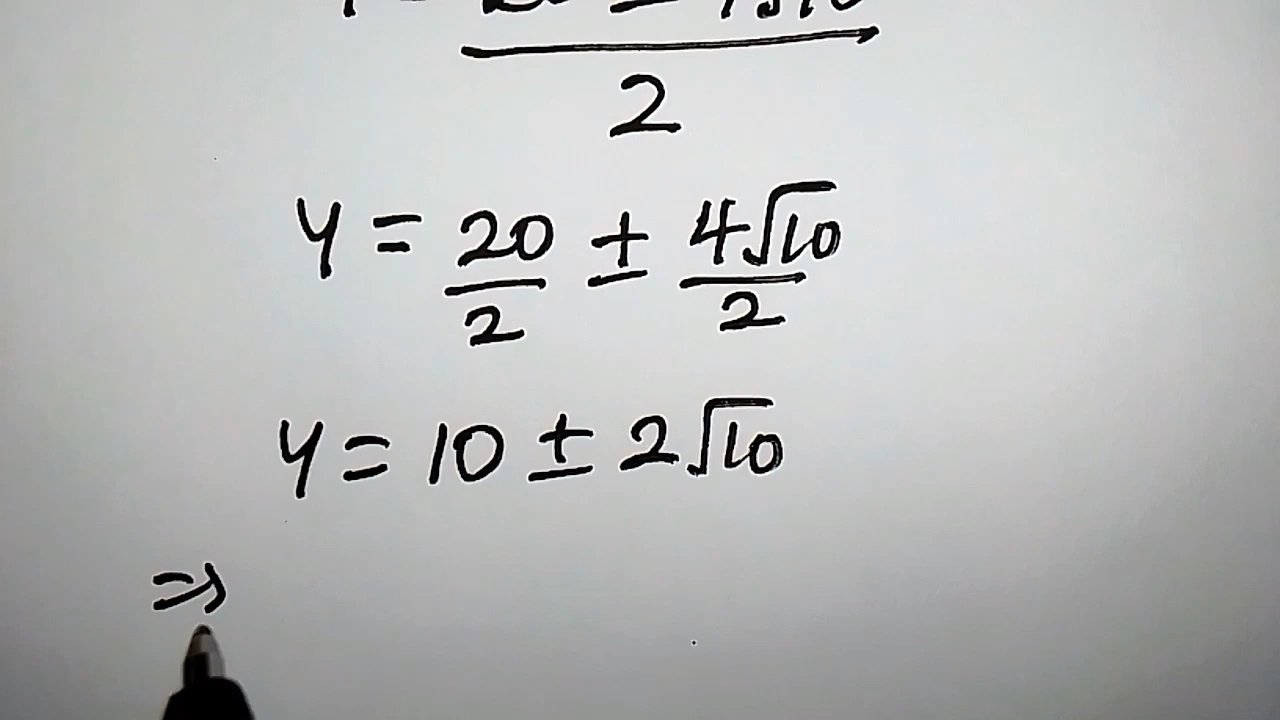 2
y = 20/2 ± 4√10/2
y = 10 ± 2√10
⇒